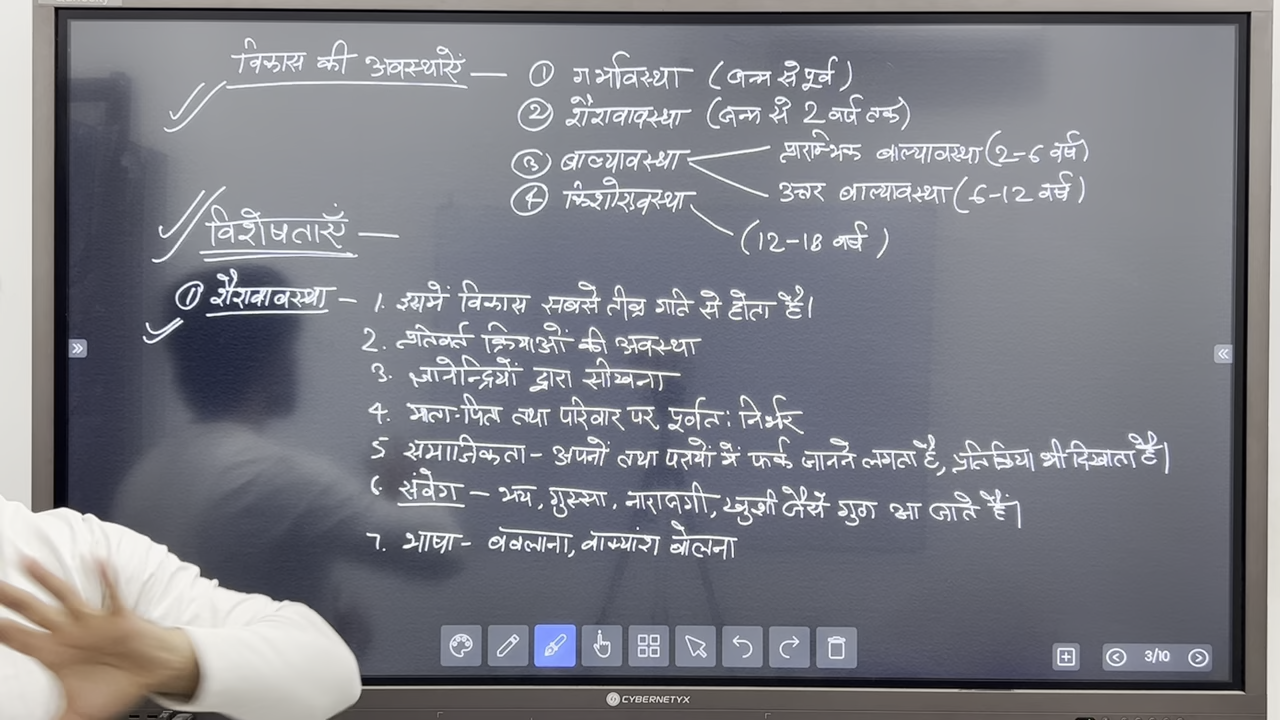 विकास की अवस्थाएँ — ① गर्भावस्था (जन्म से पूर्व)
② शैशवावस्था (जन्म से 2 वर्ष तक)
③ बाल्यावस्था प्रारम्भिक बाल्यावस्था (2-6 वर्ष)
उत्तर बाल्यावस्था (6-12 वर्ष)
④ किशोरावस्था (12-18 वर्ष)
विशेषताएँ —
① शैशवावस्था – 1. इसमें विकास सबसे तीव्र गति से होता है।
2. प्रतिवर्त क्रियाओं की अवस्था
3. ज्ञानेन्द्रियों द्वारा सीखना
4. माता-पिता तथा परिवार पर पूर्णत: निर्भर
5 समाजिकता – अपनों तथा परायों में फर्क जानने लगता है, प्रतिक्रिया भी दिखाता है।
6 संवेग – भय, गुस्सा, नाराजगी, खुशी जैसे गुण आ जाते हैं।
7. भाषा – बबलाना, वाक्यांश बोलना
3/10
CYBERNETYX